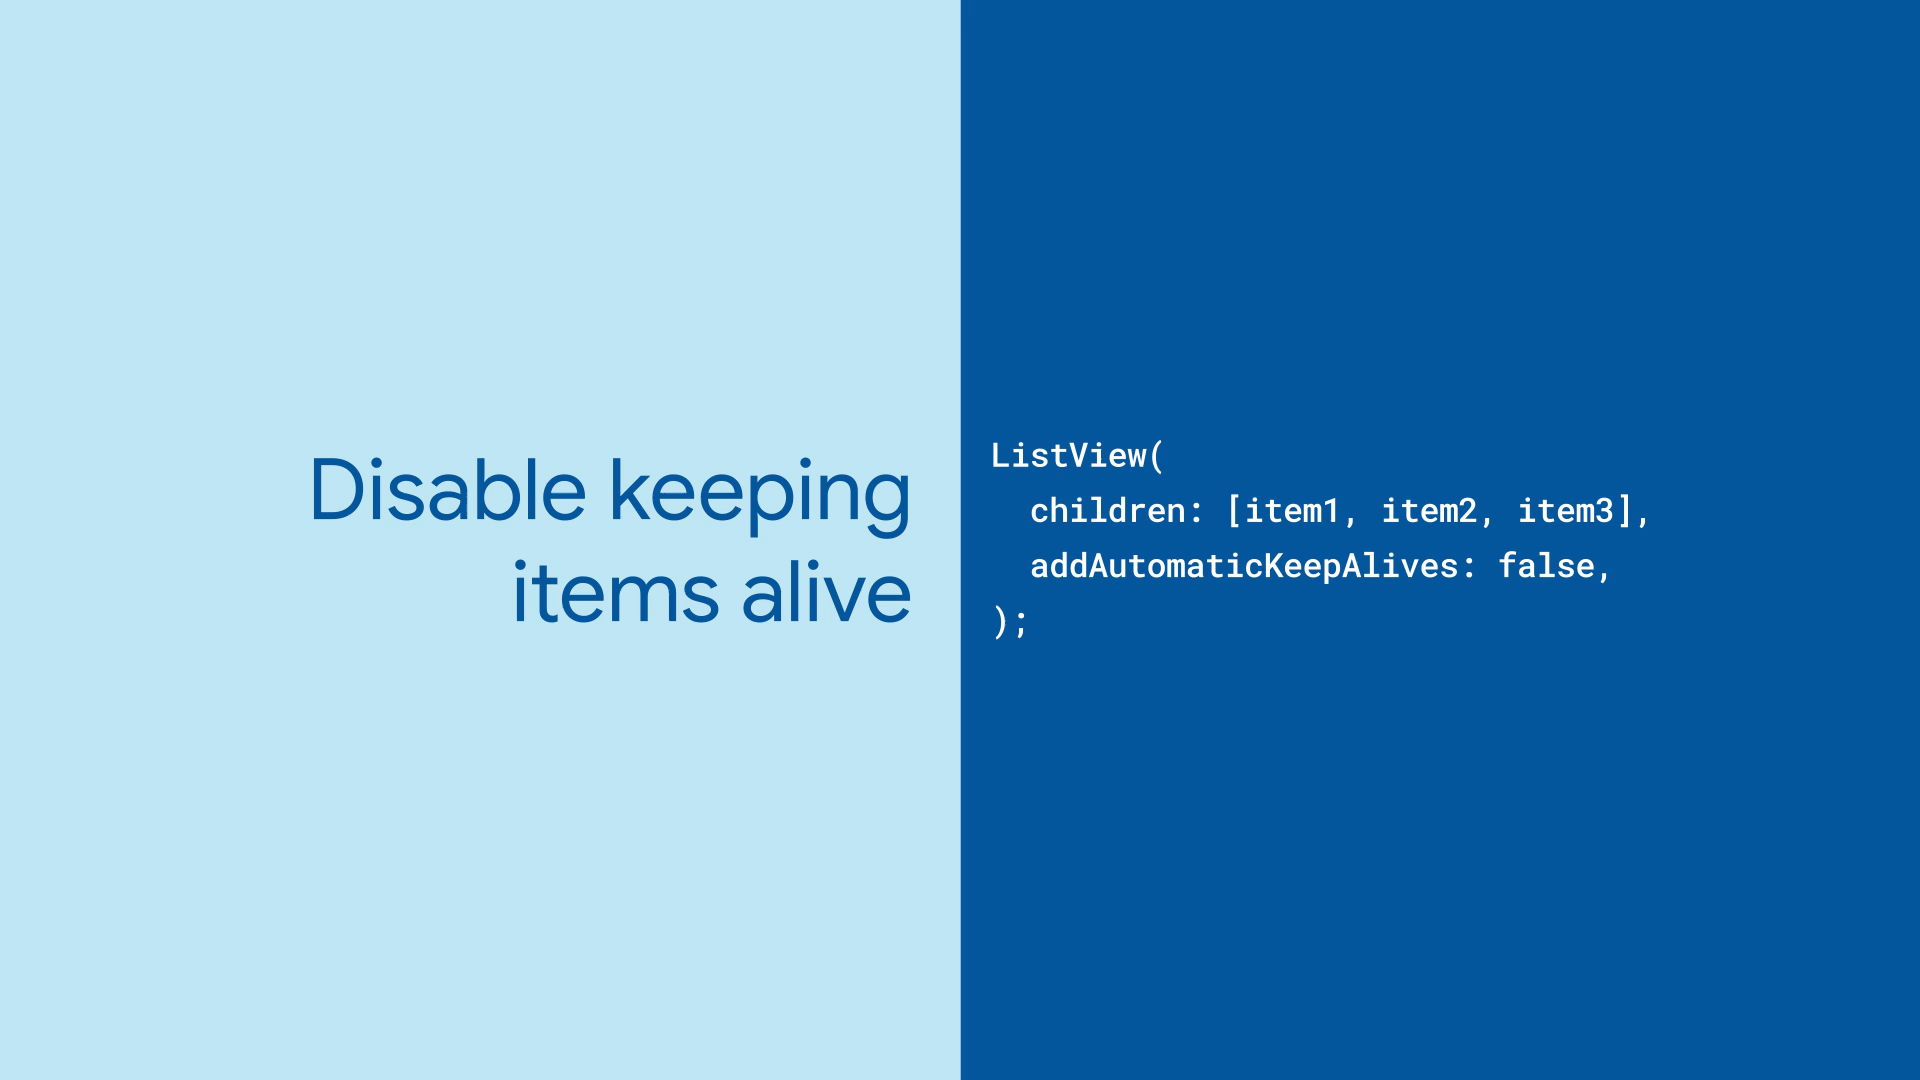 Disable keeping
items alive
ListView(
  children: [item1, item2, item3],
  addAutomaticKeepAlives: false,
);